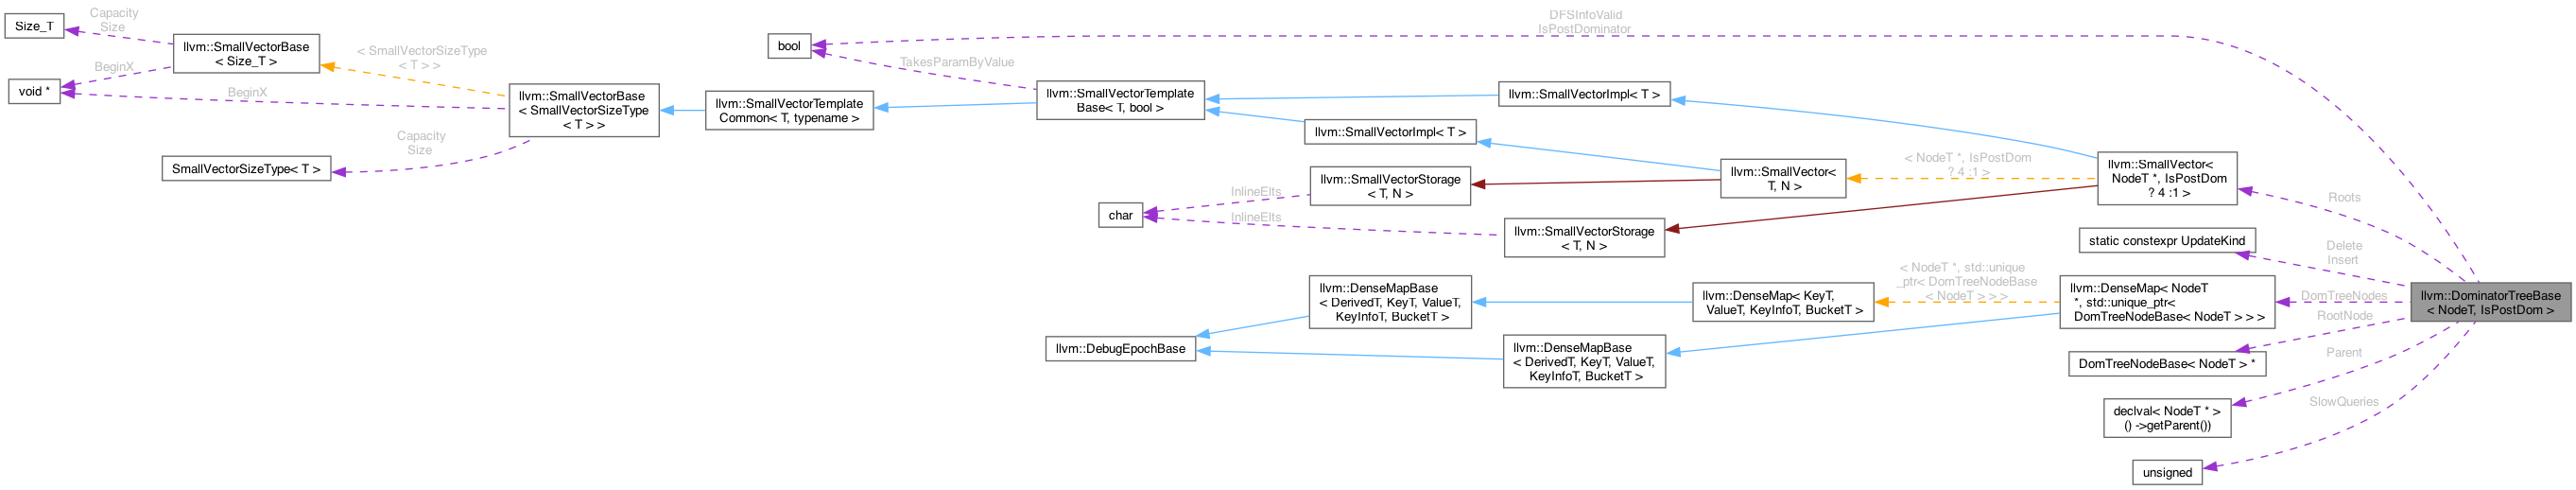 Size_T
Capacity
Size
llvm::SmallVectorBase
< Size_T >
BeginX
void *
< SmallVectorSizeType
< T > >
BeginX
llvm::SmallVectorBase
< SmallVectorSizeType
< T > >
Capacity
Size
SmallVectorSizeType< T >
llvm::SmallVectorTemplate
Common< T, typename >
bool
TakesParamByValue
llvm::SmallVectorTemplate
Base< T, bool >
DFSInfoValid
IsPostDominator
llvm::SmallVectorImpl< T >
llvm::SmallVectorImpl< T >
llvm::SmallVectorStorage
< T, N >
InlineElts
char
InlineElts
llvm::SmallVectorStorage
< T, N >
llvm::SmallVector<
T, N >
< NodeT *, IsPostDom
? 4 :1 >
llvm::SmallVector<
NodeT *, IsPostDom
? 4 :1 >
Roots
static constexpr UpdateKind
Delete
Insert
llvm::DenseMapBase
< DerivedT, KeyT, ValueT,
KeyInfoT, BucketT >
llvm::DebugEpochBase
llvm::DenseMapBase
< DerivedT, KeyT, ValueT,
KeyInfoT, BucketT >
llvm::DenseMap< KeyT,
ValueT, KeyInfoT, BucketT >
< NodeT *, std::unique
_ptr< DomTreeNodeBase
< NodeT > > >
llvm::DenseMap< NodeT
*, std::unique_ptr<
DomTreeNodeBase< NodeT > > >
DomTreeNodes
llvm::DominatorTreeBase
< NodeT, IsPostDom >
RootNode
DomTreeNodeBase< NodeT > *
Parent
declval< NodeT * >
() ->getParent())
SlowQueries
unsigned